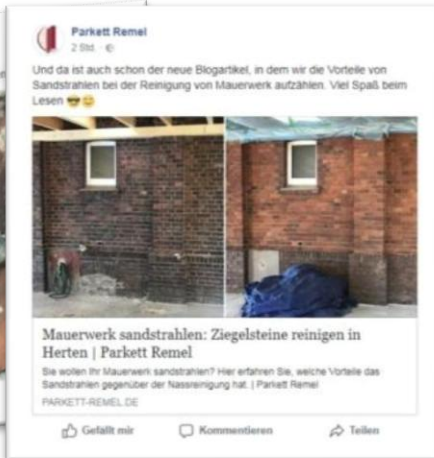 Parkett Remel
2 Std.
Und da ist auch schon der neue Blogartikel, in dem wir die Vorteile von
Sandstrahlen bei der Reinigung von Mauerwerk aufzählen. Viel Spaß beim
Lesen 😎😊
Mauerwerk sandstrahlen: Ziegelsteine reinigen in
Herten | Parkett Remel
Sie wollen Ihr Mauerwerk sandstrahlen? Hier erfahren Sie, welche Vorteile das
Sandstrahlen gegenüber der Nassreinigung hat. | Parkett Remel
PARKETT-REMEL.DE
Gefällt mir Kommentieren Teilen